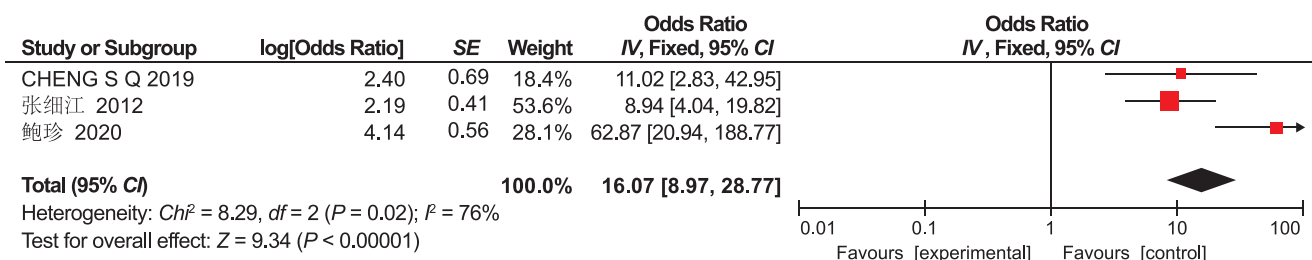 Odds Ratio Odds Ratio
Study or Subgroup log[Odds Ratio] SE Weight IV, Fixed, 95% CI IV , Fixed, 95% CI
CHENG S Q 2019 2.40 0.69 18.4% 11.02 [2.83, 42.95]
张细江 2012 2.19 0.41 53.6% 8.94 [4.04, 19.82]
鲍珍 2020 4.14 0.56 28.1% 62.87 [20.94, 188.77]
Total (95% CI) 100.0% 16.07 [8.97, 28.77]
Heterogeneity: Chi² = 8.29, df = 2 (P = 0.02); I² = 76%
Test for overall effect: Z = 9.34 (P < 0.00001)
0.01 0.1 1 10 100
Favours [experimental] Favours [control]